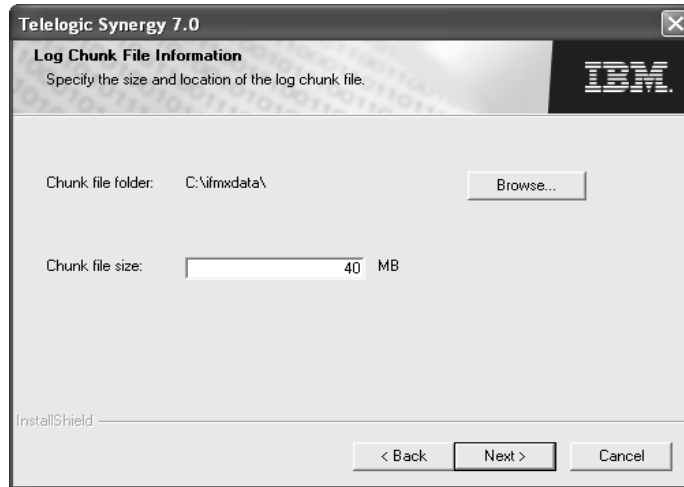 Telelogic Synergy 7.0
Log Chunk File Information
Specify the size and location of the log chunk file.
IBM.
Chunk file folder: C:\ifmxdata\ Browse...
Chunk file size: 40 MB
InstallShield
< Back Next > Cancel